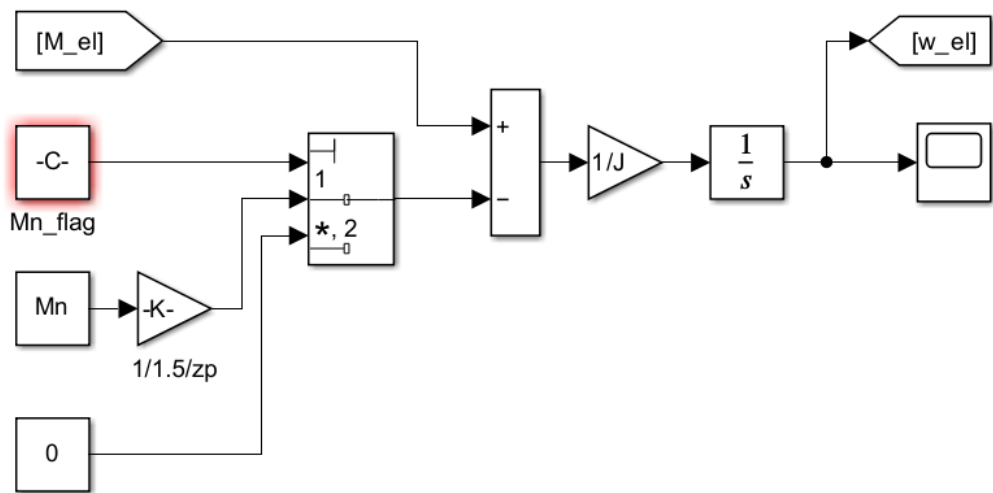 [M_el]
[w_el]
-C-
Mn_flag
1
*, 2
+
−
1/J
1
s
Mn
-K-
1/1.5/zp
0